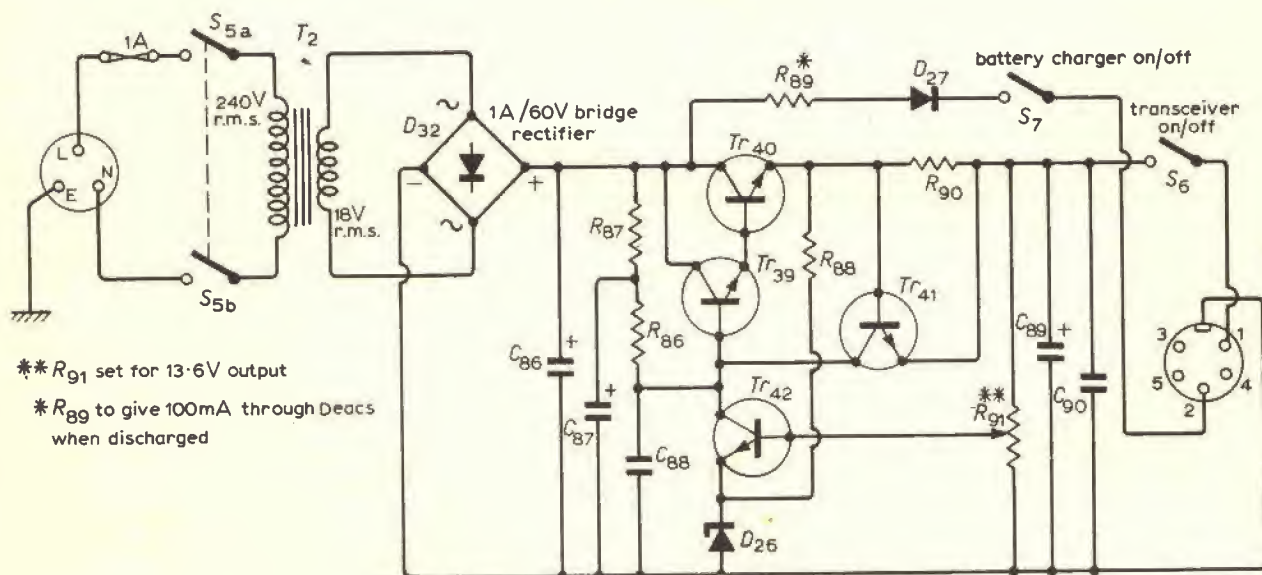 1A
S5a
T2
240V
r.m.s.
L
E
N
S5b
18V
r.m.s.
D32
1A/60V bridge
rectifier
~
~
−
+
R89*
D27
battery charger on/off
S7
transceiver
on/off
S6
Tr40
R90
R87
Tr39
R88
Tr41
R86
C86
+
C87
+
C88
Tr42
R91**
C89
+
C90
D26
3
1
5
4
2
** R91 set for 13·6V output
* R89 to give 100mA through Deacs
when discharged